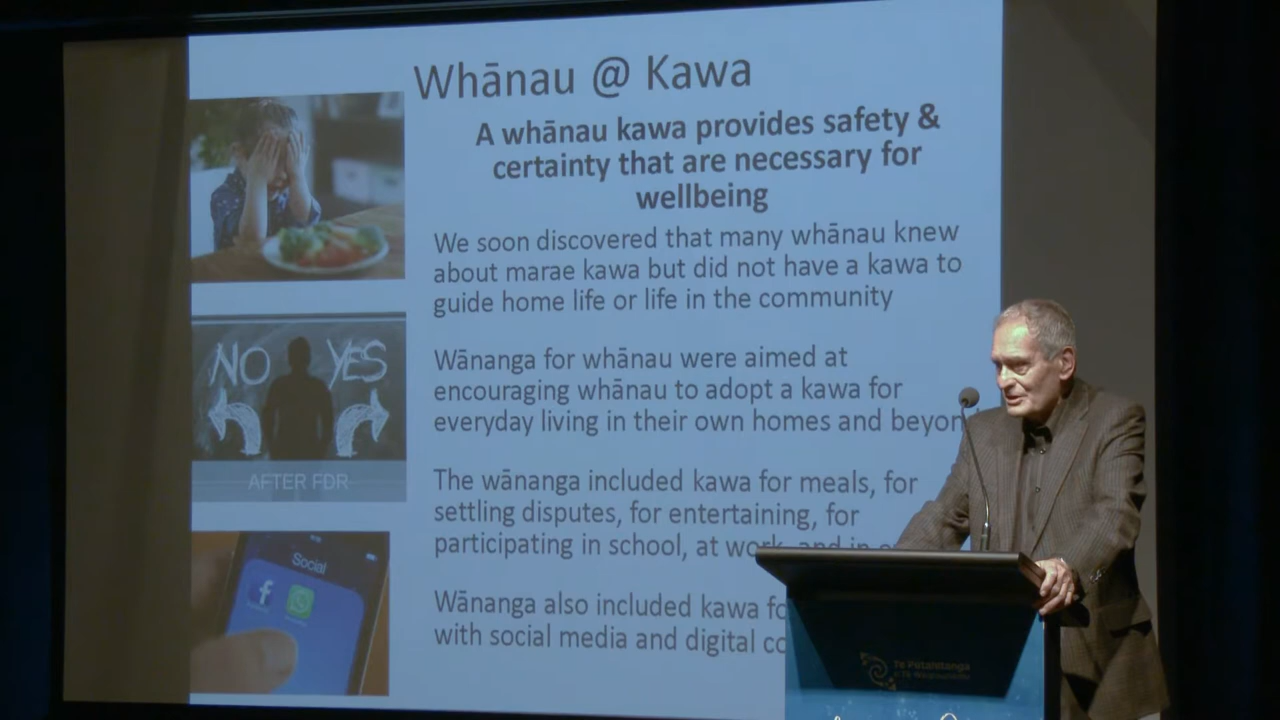 Whānau @ Kawa
A whānau kawa provides safety &
certainty that are necessary for
wellbeing
We soon discovered that many whānau knew
about marae kawa but did not have a kawa to
guide home life or life in the community
Wānanga for whānau were aimed at
encouraging whānau to adopt a kawa for
everyday living in their own homes and beyon
The wānanga included kawa for meals, for
settling disputes, for entertaining, for
participating in school, at work, and in
Wānanga also included kawa fo
with social media and digital co
NO YES
AFTER FDR
Social
Te Pūtahitanga